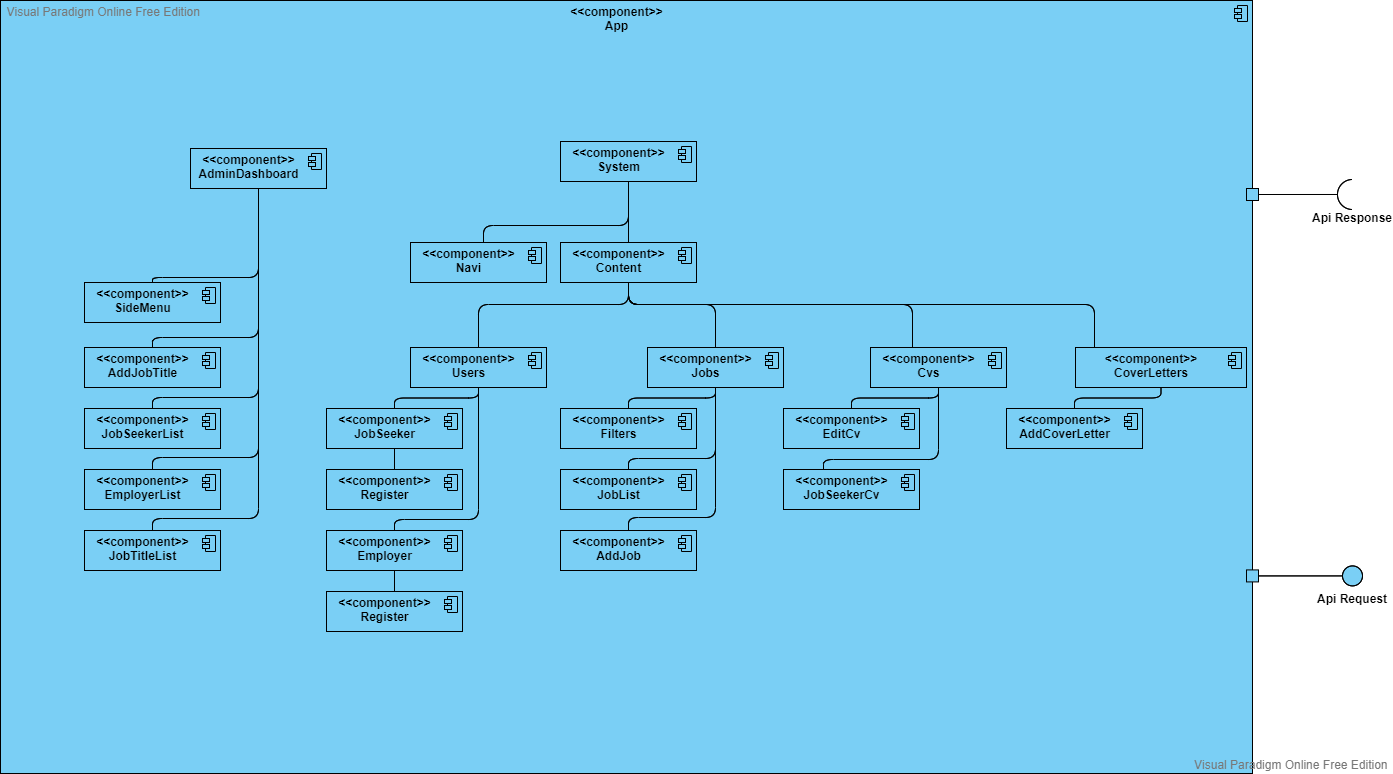 Visual Paradigm Online Free Edition
<<component>>
App
<<component>>
AdminDashboard
<<component>>
System
<<component>>
Navi
<<component>>
Content
<<component>>
SideMenu
<<component>>
AddJobTitle
<<component>>
JobSeekerList
<<component>>
EmployerList
<<component>>
JobTitleList
<<component>>
Users
<<component>>
Jobs
<<component>>
Cvs
<<component>>
CoverLetters
<<component>>
JobSeeker
<<component>>
Register
<<component>>
Employer
<<component>>
Register
<<component>>
Filters
<<component>>
JobList
<<component>>
AddJob
<<component>>
EditCv
<<component>>
JobSeekerCv
<<component>>
AddCoverLetter
Api Response
Api Request
Visual Paradigm Online Free Edition